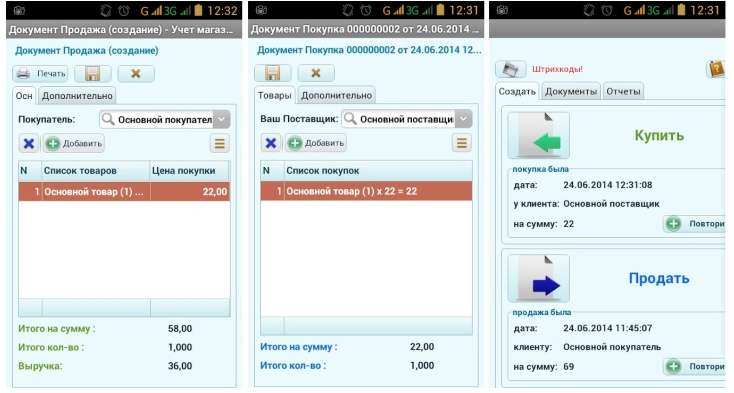 G 3G 12:32
Документ Продажа (создание) - Учет магаз...
Документ Продажа (создание)
Печать
Осн Дополнительно
Покупатель: Основной покупател
Добавить
N Список товаров Цена покупки
1 Основной товар (1) ... 22,00
Итого на сумму : 58,00
Итого кол-во : 1,000
Выручка: 36,00
G 3G 12:31
Документ Покупка 000000002 от 24.06.2014 ...
Документ Покупка 000000002 от 24.06.2014 12...
Товары Дополнительно
Ваш Поставщик: Основной поставщи
Добавить
N Список покупок
1 Основной товар (1) x 22 = 22
Итого на сумму : 22,00
Итого кол-во : 1,000
G 3G 12:31
Штрихкоды!
Создать Документы Отчеты
Купить
покупка была
дата: 24.06.2014 12:31:08
у клиента: Основной поставщик
на сумму: 22 Повтори
Продать
продажа была
дата: 24.06.2014 11:45:07
клиенту: Основной покупатель
на сумму: 69 Повтори